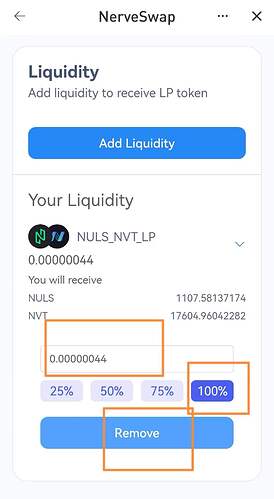 NerveSwap
Liquidity
Add liquidity to receive LP token
Add Liquidity
Your Liquidity
NULS_NVT_LP
0.00000044
You will receive
NULS 1107.58137174
NVT 17604.96042282
0.00000044
25% 50% 75% 100%
Remove